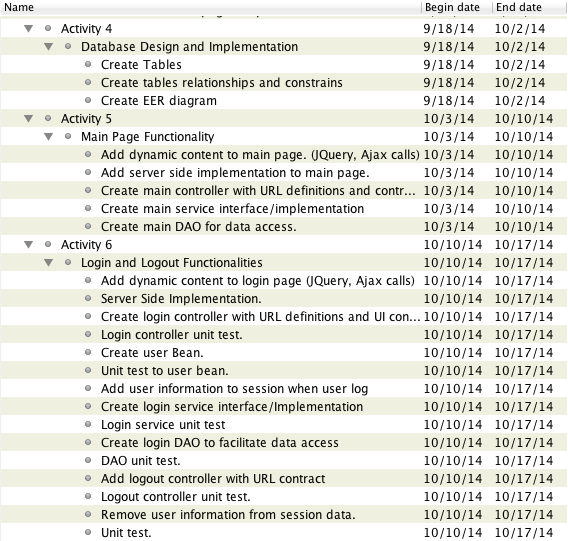 Name Begin date End date
Activity 4 9/18/14 10/2/14
Database Design and Implementation 9/18/14 10/2/14
Create Tables 9/18/14 10/2/14
Create tables relationships and constrains 9/18/14 10/2/14
Create EER diagram 9/18/14 10/2/14
Activity 5 10/3/14 10/10/14
Main Page Functionality 10/3/14 10/10/14
Add dynamic content to main page. (JQuery, Ajax calls) 10/3/14 10/10/14
Add server side implementation to main page. 10/3/14 10/10/14
Create main controller with URL definitions and contr... 10/3/14 10/10/14
Create main service interface/implementation 10/3/14 10/10/14
Create main DAO for data access. 10/3/14 10/10/14
Activity 6 10/10/14 10/17/14
Login and Logout Functionalities 10/10/14 10/17/14
Add dynamic content to login page (JQuery, Ajax calls) 10/10/14 10/17/14
Server Side Implementation. 10/10/14 10/17/14
Create login controller with URL definitions and UI con... 10/10/14 10/17/14
Login controller unit test. 10/10/14 10/17/14
Create user Bean. 10/10/14 10/17/14
Unit test to user bean. 10/10/14 10/17/14
Add user information to session when user log 10/10/14 10/17/14
Create login service interface/Implementation 10/10/14 10/17/14
Login service unit test 10/10/14 10/17/14
Create login DAO to facilitate data access 10/10/14 10/17/14
DAO unit test. 10/10/14 10/17/14
Add logout controller with URL contract 10/10/14 10/17/14
Logout controller unit test. 10/10/14 10/17/14
Remove user information from session data. 10/10/14 10/17/14
Unit test. 10/10/14 10/17/14